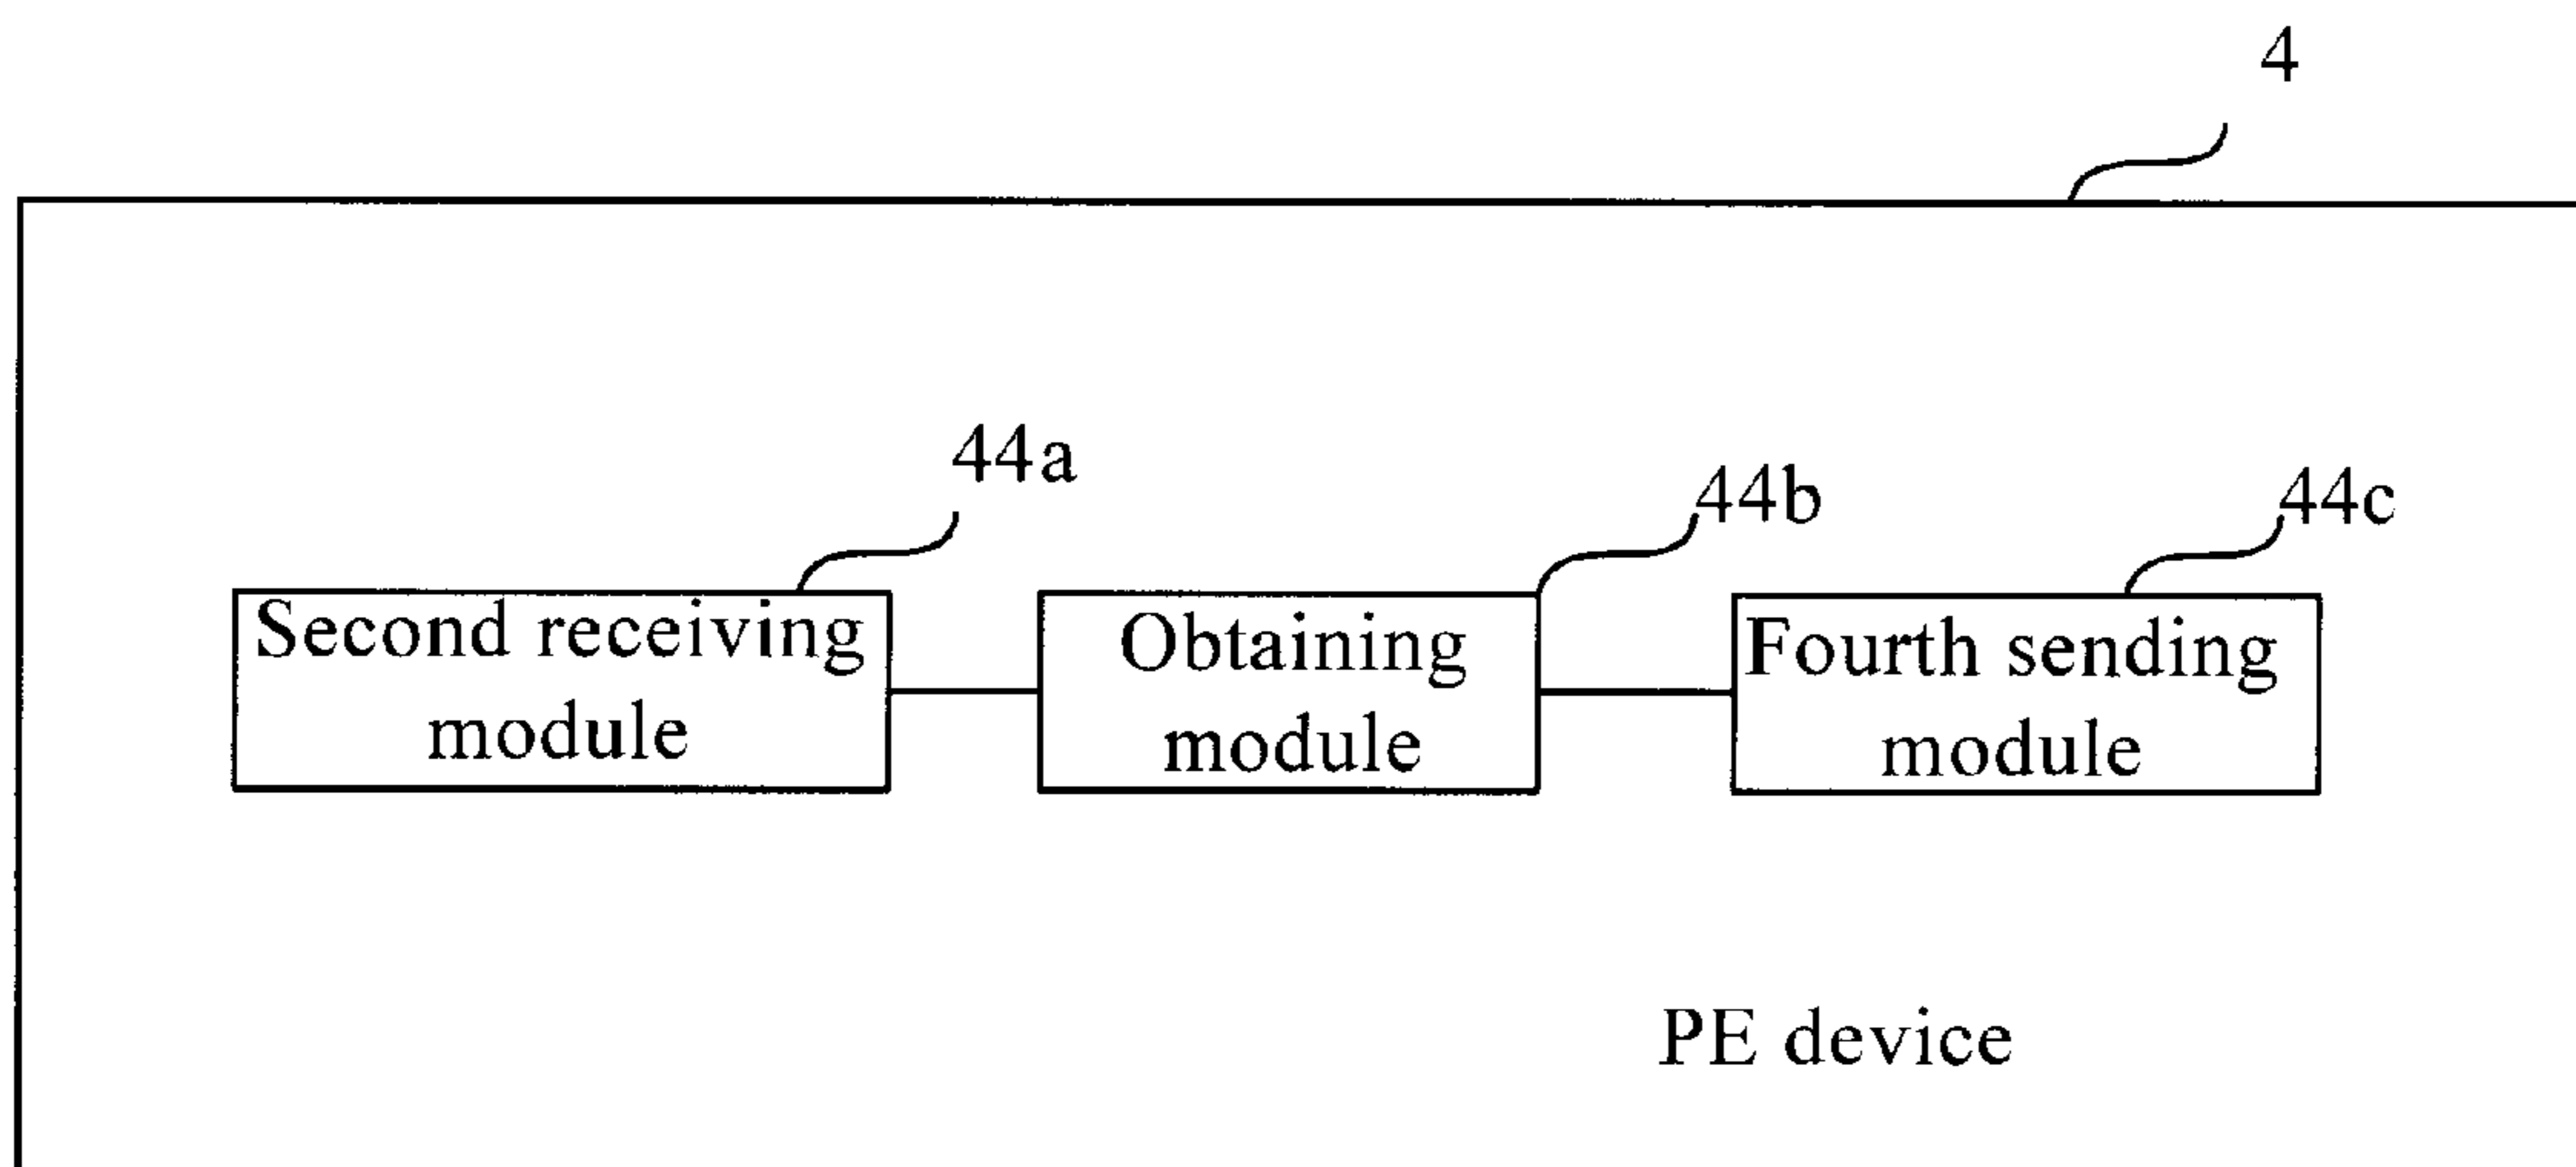 4
44a
44b
44c
Second receiving
module
Obtaining
module
Fourth sending
module
PE device